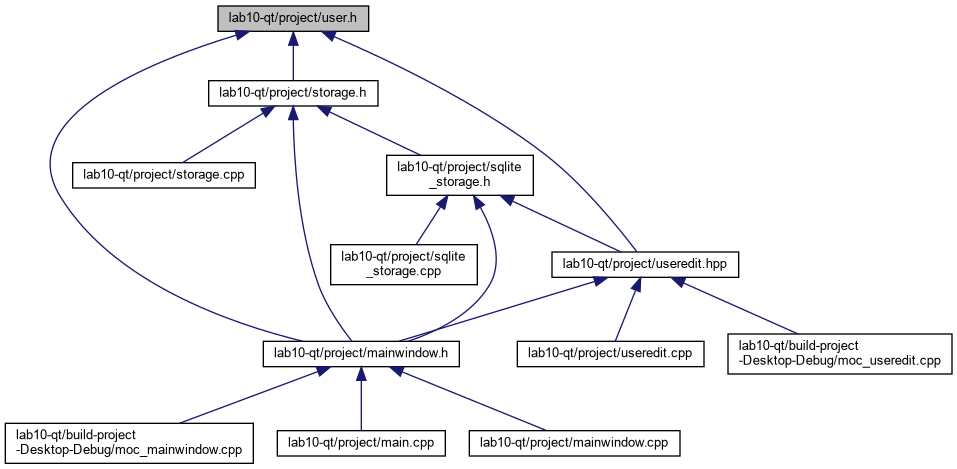 lab10-qt/project/user.h
lab10-qt/project/storage.h
lab10-qt/project/storage.cpp
lab10-qt/project/sqlite
_storage.h
lab10-qt/project/sqlite
_storage.cpp
lab10-qt/project/useredit.hpp
lab10-qt/project/mainwindow.h
lab10-qt/project/useredit.cpp
lab10-qt/build-project
-Desktop-Debug/moc_useredit.cpp
lab10-qt/build-project
-Desktop-Debug/moc_mainwindow.cpp
lab10-qt/project/main.cpp
lab10-qt/project/mainwindow.cpp